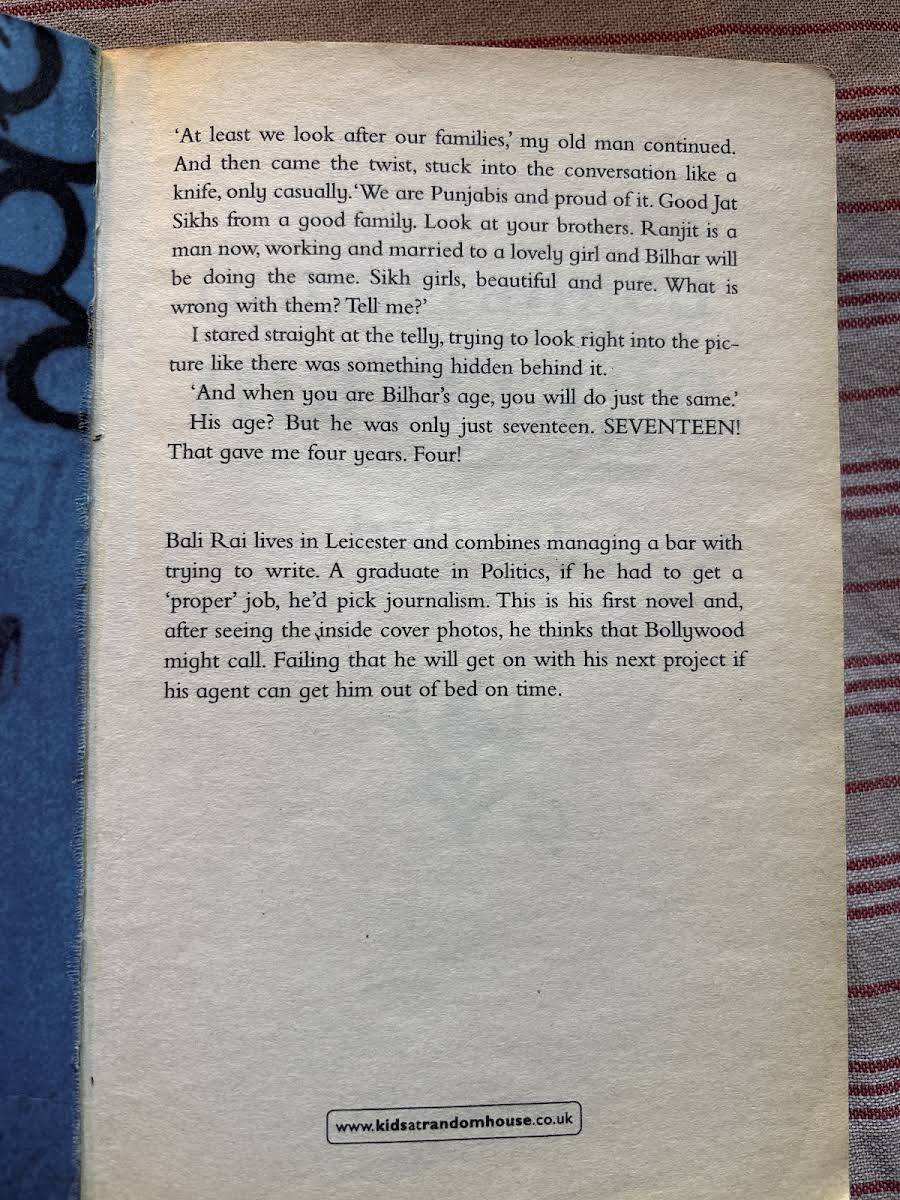 ‘At least we look after our families,’ my old man continued.
And then came the twist, stuck into the conversation like a
knife, only casually. ‘We are Punjabis and proud of it. Good Jat
Sikhs from a good family. Look at your brothers. Ranjit is a
man now, working and married to a lovely girl and Bilhar will
be doing the same. Sikh girls, beautiful and pure. What is
wrong with them? Tell me?’
I stared straight at the telly, trying to look right into the pic-
ture like there was something hidden behind it.
‘And when you are Bilhar’s age, you will do just the same.’
His age? But he was only just seventeen. SEVENTEEN!
That gave me four years. Four!
Bali Rai lives in Leicester and combines managing a bar with
trying to write. A graduate in Politics, if he had to get a
‘proper’ job, he’d pick journalism. This is his first novel and,
after seeing the inside cover photos, he thinks that Bollywood
might call. Failing that he will get on with his next project if
his agent can get him out of bed on time.
www.kidsatrandomhouse.co.uk